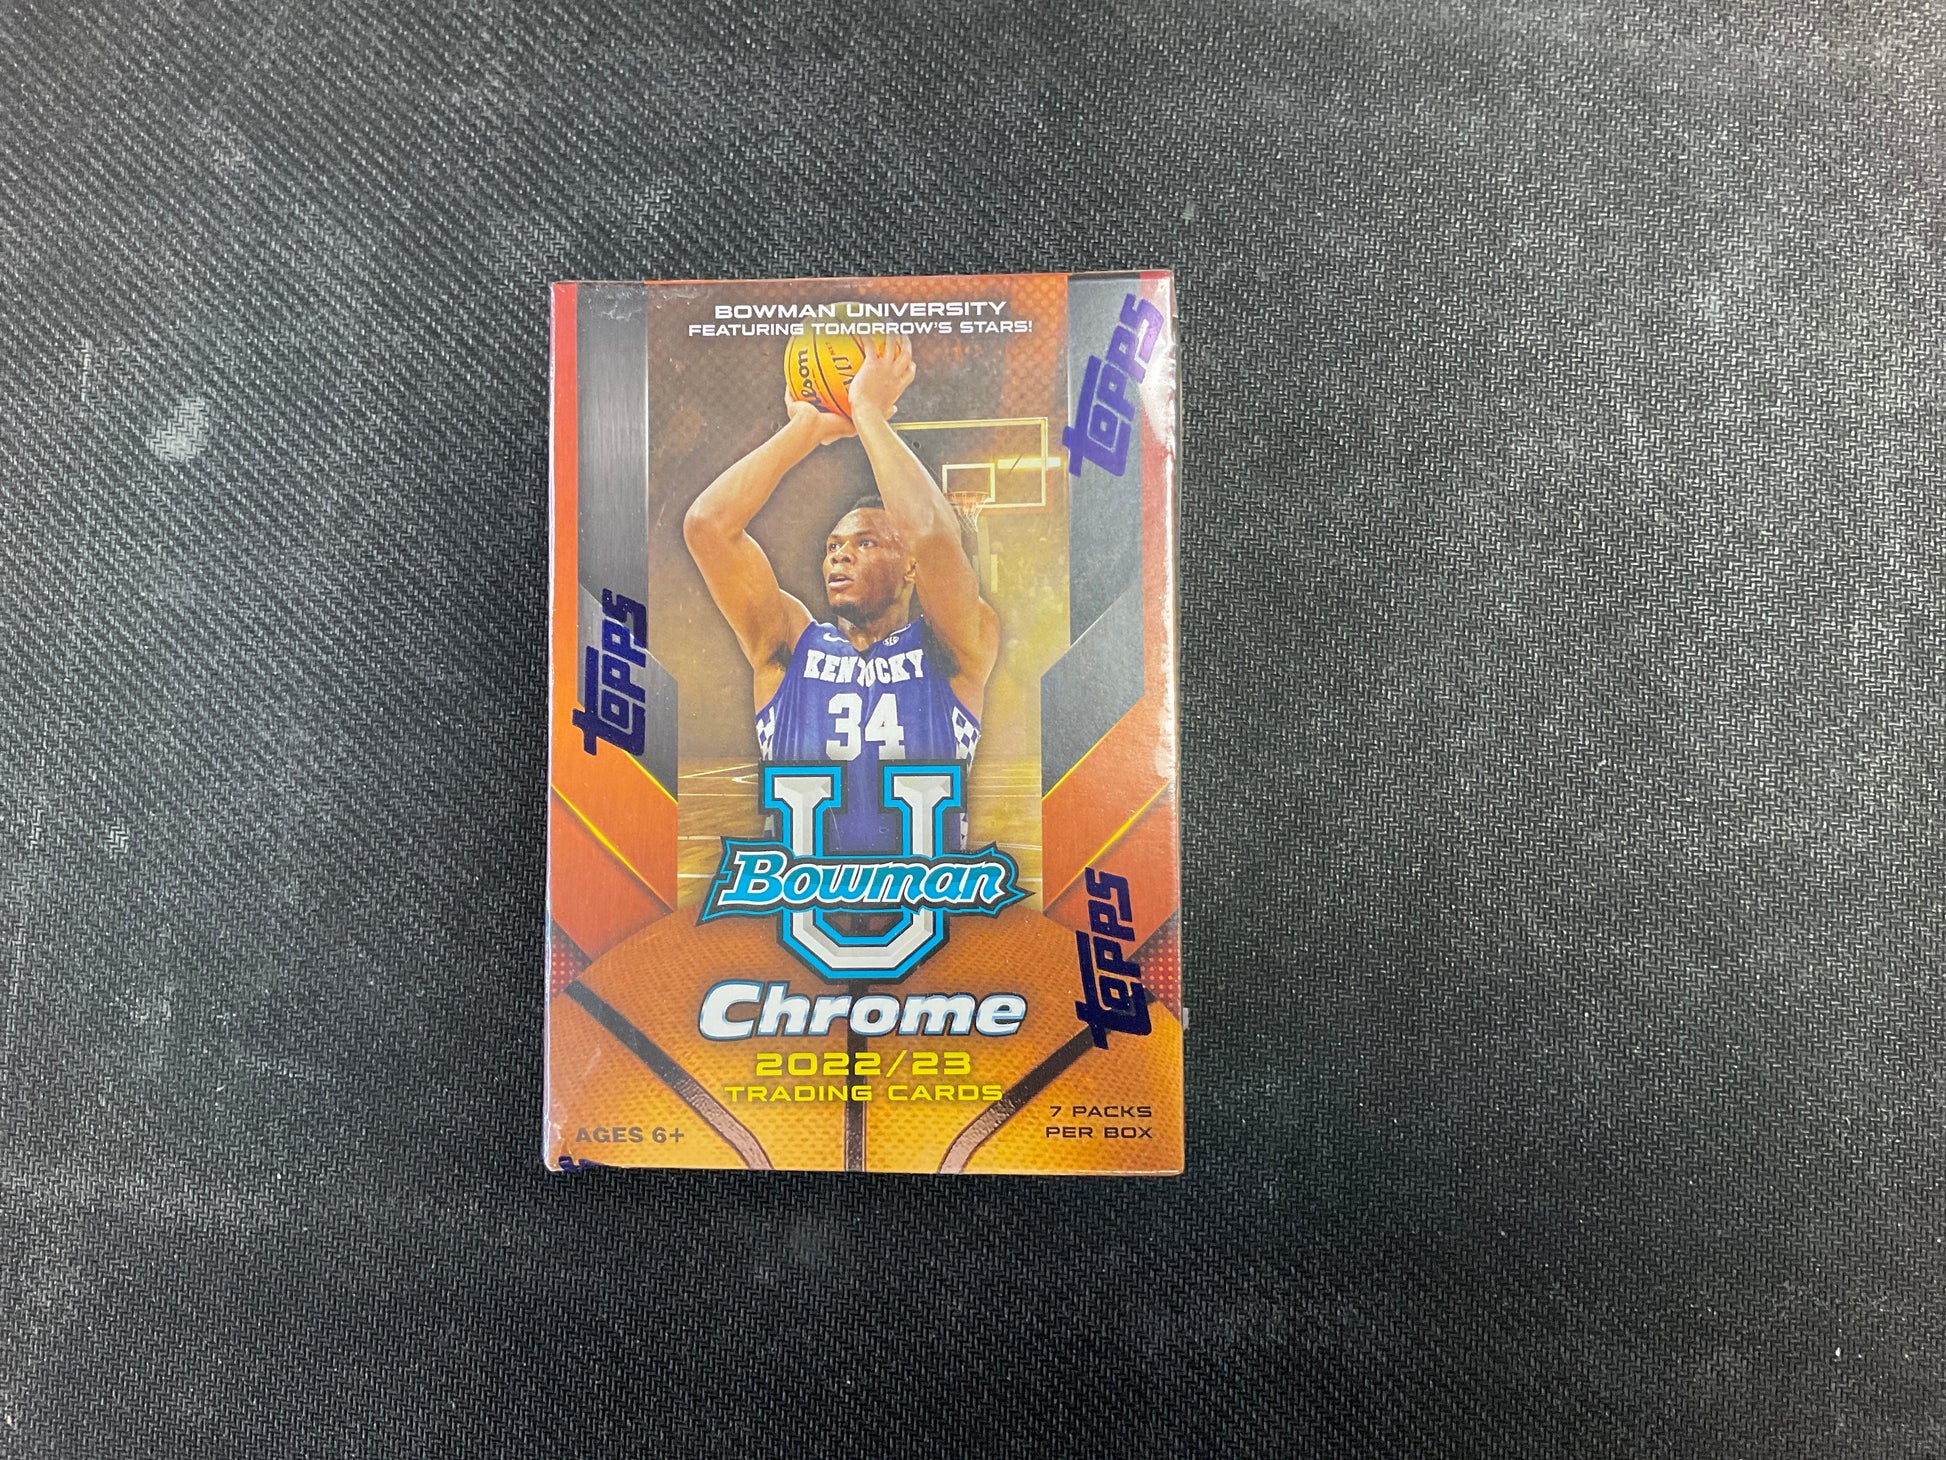 BOWMAN UNIVERSITY
FEATURING TOMORROW'S STARS!
topps
topps
KENTUCKY
34
U
Bowman
topps
Chrome
2022/23
TRADING CARDS
7 PACKS
PER BOX
AGES 6+